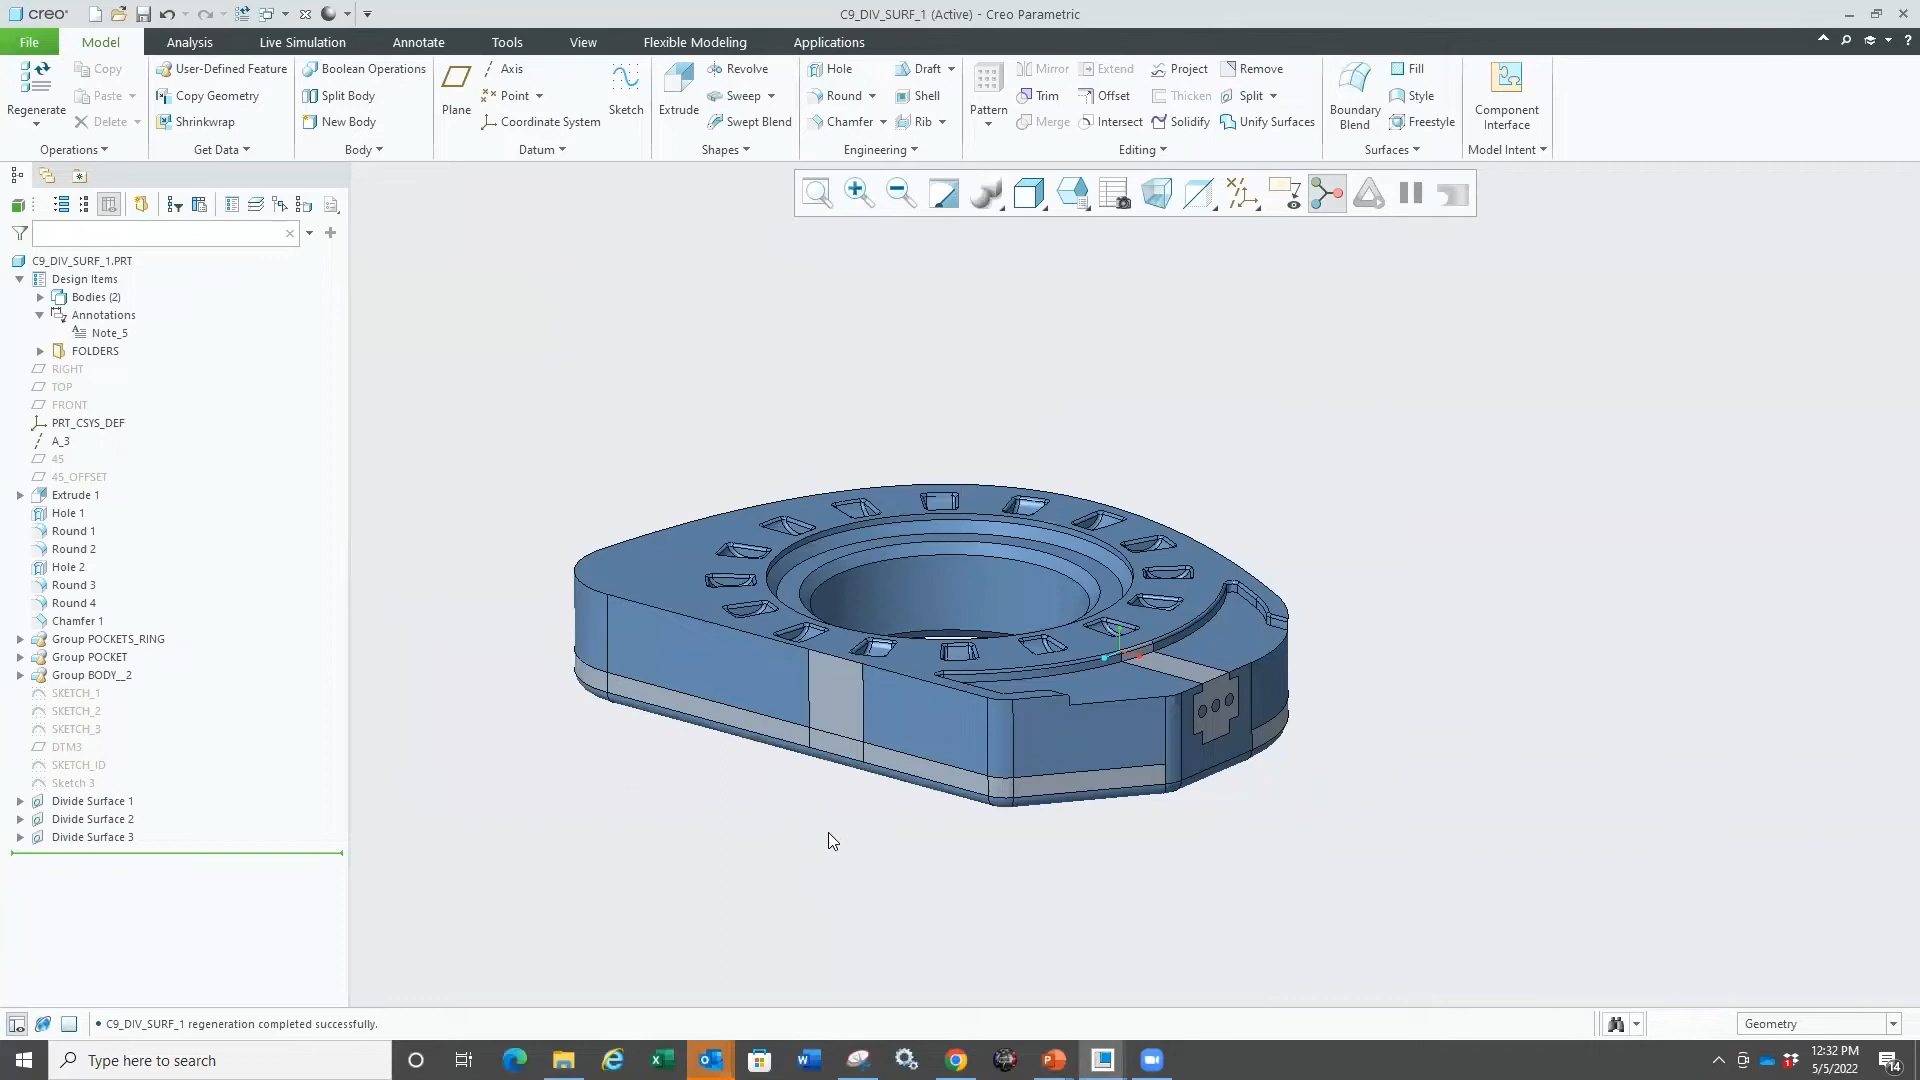 creo
C9_DIV_SURF_1 (Active) - Creo Parametric
File Model Analysis Live Simulation Annotate Tools View Flexible Modeling Applications
Regenerate Copy Paste Delete
Operations
User-Defined Feature
Copy Geometry
Shrinkwrap
Get Data
Boolean Operations
Split Body
New Body
Body
Plane Axis Point Coordinate System Sketch
Datum
Extrude Revolve Sweep Swept Blend
Shapes
Hole Draft
Round Shell
Chamfer Rib
Engineering
Pattern Mirror Extend Project Remove
Trim Offset Thicken Split
Merge Intersect Solidify Unify Surfaces
Editing
Boundary Blend Fill Style Freestyle
Surfaces
Component Interface
Model Intent
C9_DIV_SURF_1.PRT
Design Items
Bodies (2)
Annotations
Note_5
FOLDERS
RIGHT
TOP
FRONT
PRT_CSYS_DEF
A_3
45
45_OFFSET
Extrude 1
Hole 1
Round 1
Round 2
Hole 2
Round 3
Round 4
Chamfer 1
Group POCKETS_RING
Group POCKET
Group BODY__2
SKETCH_1
SKETCH_2
SKETCH_3
DTM3
SKETCH_ID
Sketch 3
Divide Surface 1
Divide Surface 2
Divide Surface 3
• C9_DIV_SURF_1 regeneration completed successfully.
Geometry
Type here to search
12:32 PM
5/5/2022
14